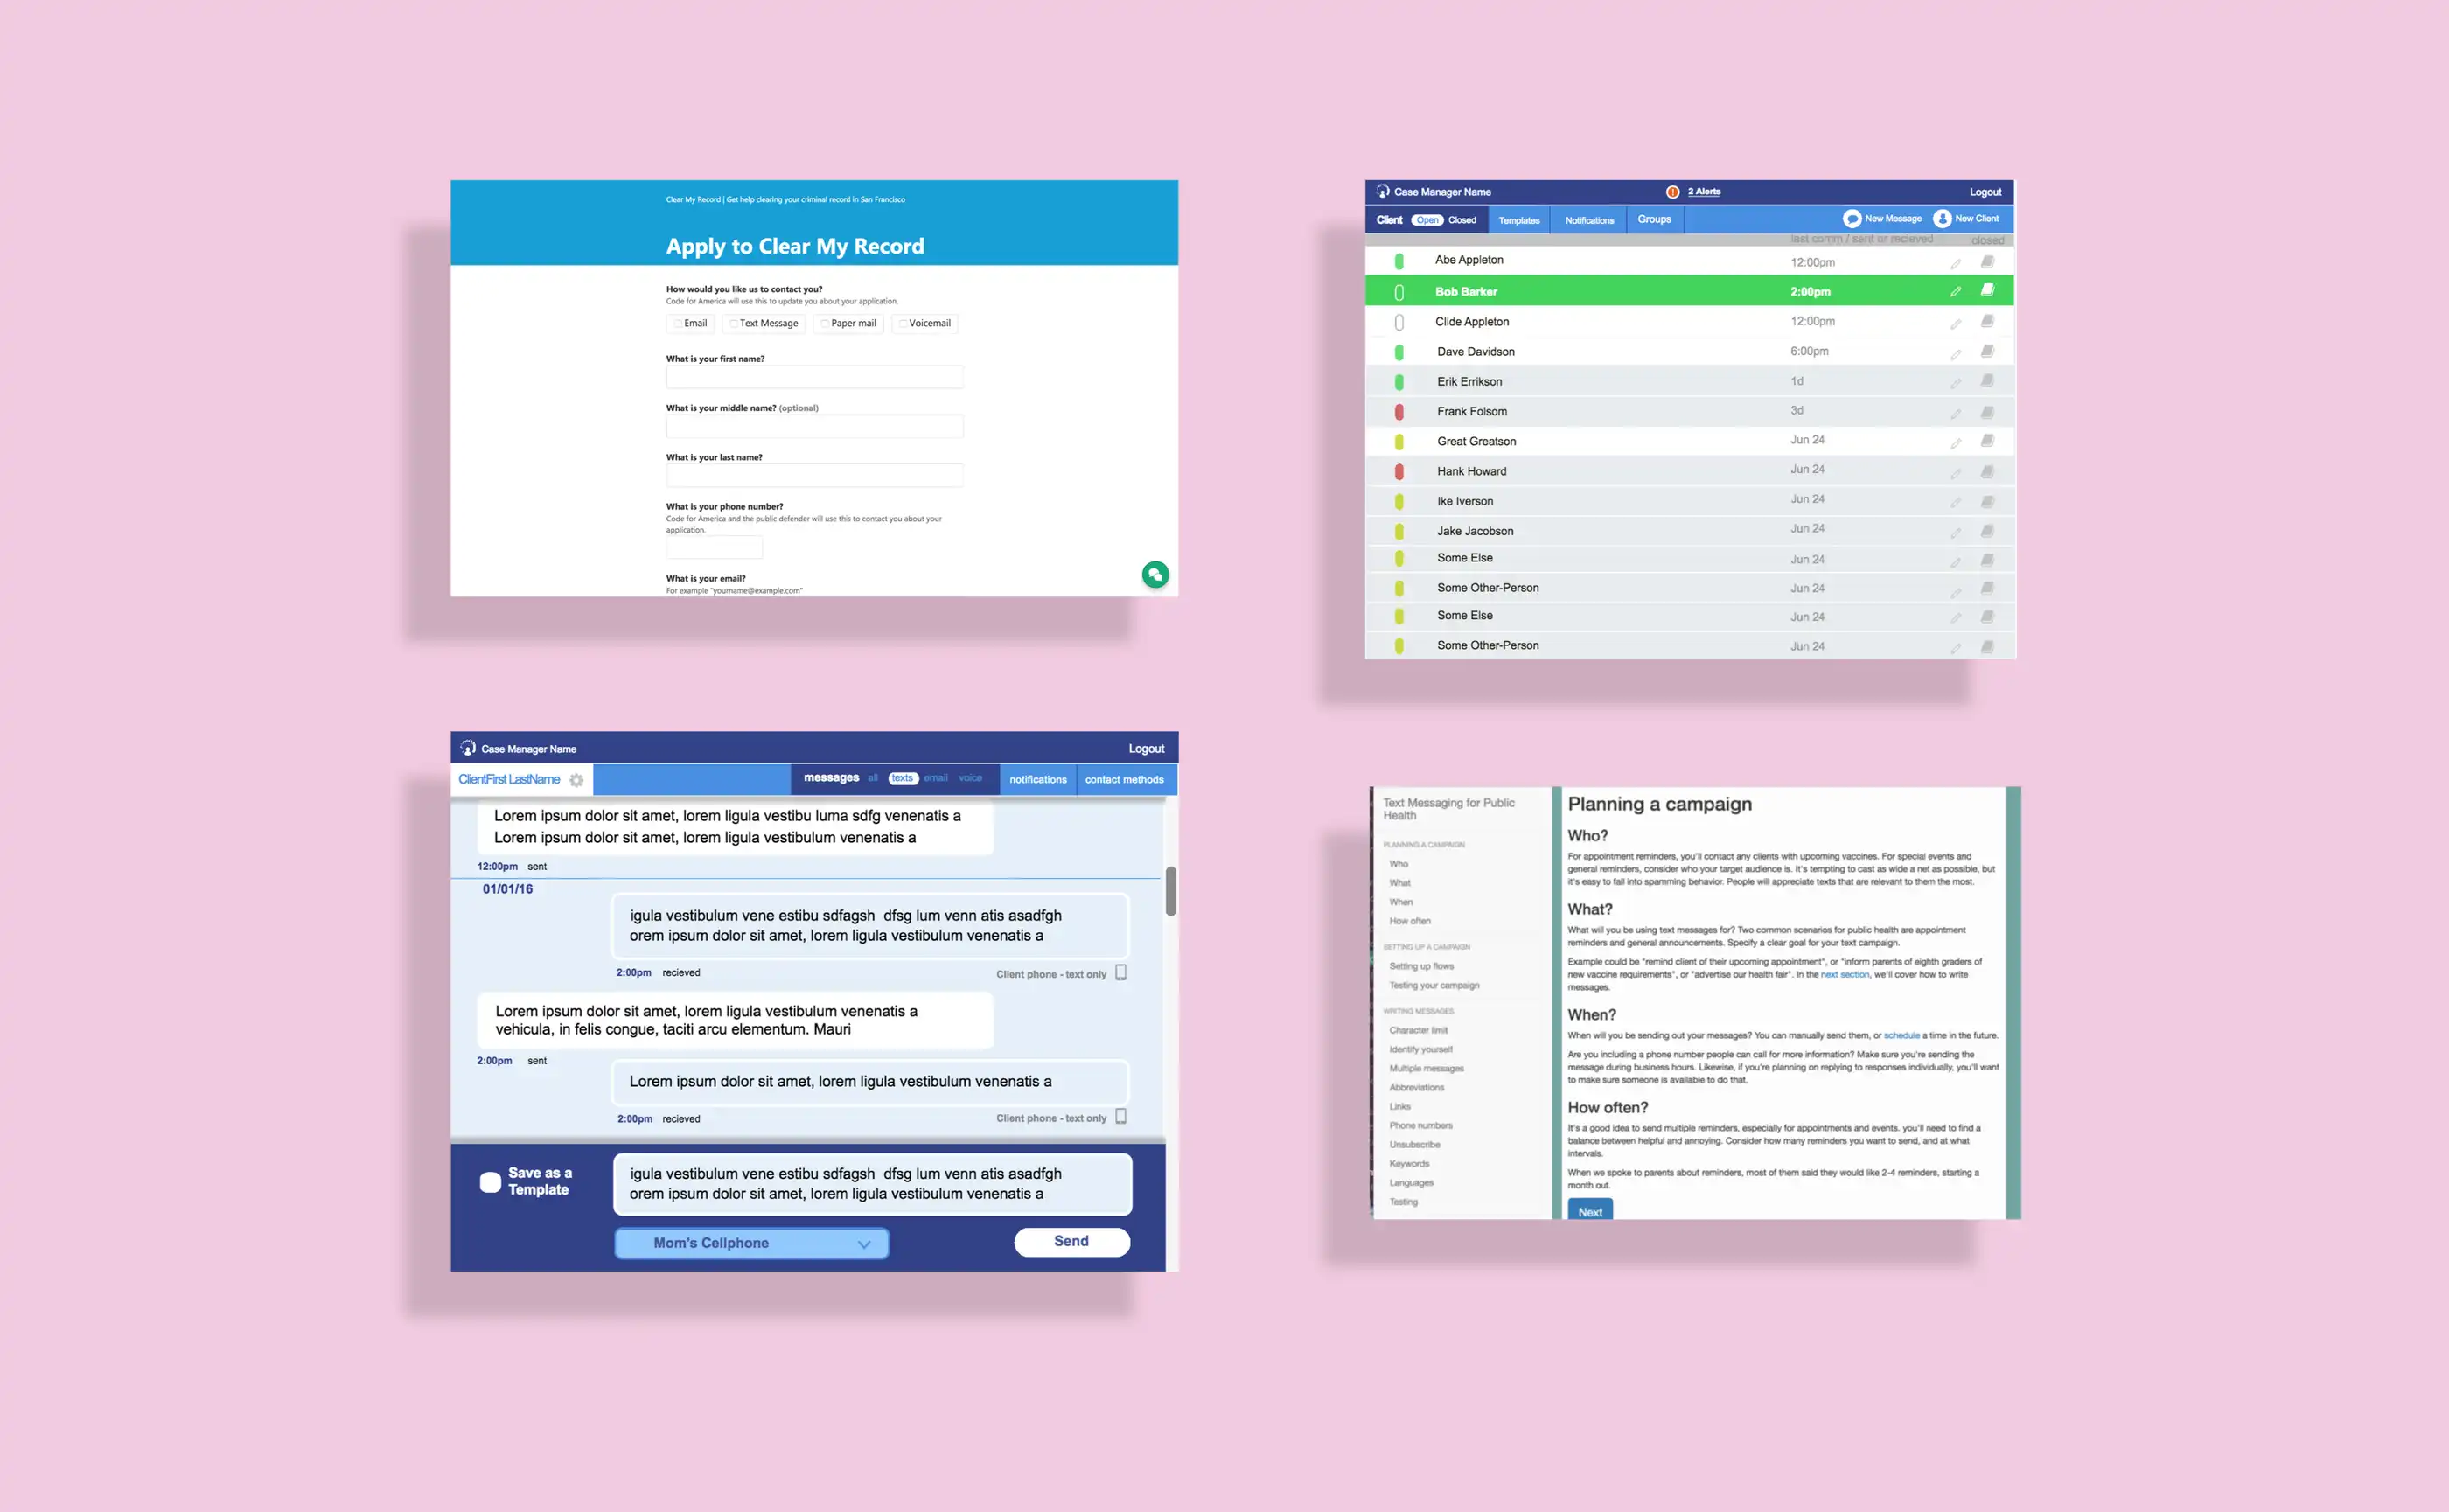 Clear My Record | Get help clearing your criminal record in San Francisco
Apply to Clear My Record
How would you like us to contact you?
Code for America will use this to update you about your application.
Email Text Message Paper mail Voicemail
What is your first name?
What is your middle name? (optional)
What is your last name?
What is your phone number?
Code for America and the public defender will use this to contact you about your
application.
What is your email?
For example "yourname@example.com"
Case Manager Name 2 Alerts Logout
Client Open Closed Templates Notifications Groups New Message New Client
last comm / sent or recieved closed
Abe Appleton 12:00pm
Bob Barker 2:00pm
Clide Appleton 12:00pm
Dave Davidson 6:00pm
Erik Errikson 1d
Frank Folsom 3d
Great Greatson Jun 24
Hank Howard Jun 24
Ike Iverson Jun 24
Jake Jacobson Jun 24
Some Else Jun 24
Some Other-Person Jun 24
Some Else Jun 24
Some Other-Person Jun 24
Case Manager Name Logout
ClientFirst LastName messages all texts email voice notifications contact methods
Lorem ipsum dolor sit amet, lorem ligula vestibu luma sdfg venenatis a
Lorem ipsum dolor sit amet, lorem ligula vestibulum venenatis a
12:00pm sent
01/01/16
igula vestibulum vene estibu sdfagsh dfsg lum venn atis asadfgh
orem ipsum dolor sit amet, lorem ligula vestibulum venenatis a
2:00pm recieved Client phone - text only
Lorem ipsum dolor sit amet, lorem ligula vestibulum venenatis a
vehicula, in felis congue, taciti arcu elementum. Mauri
2:00pm sent
Lorem ipsum dolor sit amet, lorem ligula vestibulum venenatis a
2:00pm recieved Client phone - text only
Save as a
Template
igula vestibulum vene estibu sdfagsh dfsg lum venn atis asadfgh
orem ipsum dolor sit amet, lorem ligula vestibulum venenatis a
Mom's Cellphone Send
Text Messaging for Public
Health
PLANNING A CAMPAIGN
Who
What
When
How often
SETTING UP A CAMPAIGN
Setting up flows
Testing your campaign
WRITING MESSAGES
Character limit
Identify yourself
Multiple messages
Abbreviations
Links
Phone numbers
Unsubscribe
Keywords
Languages
Testing
Planning a campaign
Who?
For appointment reminders, you'll contact any clients with upcoming vaccines. For special events and
general reminders, consider who your target audience is. It's tempting to cast as wide a net as possible, but
it's easy to fall into spamming behavior. People will appreciate texts that are relevant to them the most.
What?
What will you be using text messages for? Two common scenarios for public health are appointment
reminders and general announcements. Specify a clear goal for your text campaign.
Example could be "remind client of their upcoming appointment", or "inform parents of eighth graders of
new vaccine requirements", or "advertise our health fair". In the next section, we'll cover how to write
messages.
When?
When will you be sending out your messages? You can manually send them, or schedule a time in the future.
Are you including a phone number people can call for more information? Make sure you're sending the
message during business hours. Likewise, if you're planning on replying to responses individually, you'll want
to make sure someone is available to do that.
How often?
It's a good idea to send multiple reminders, especially for appointments and events. you'll need to find a
balance between helpful and annoying. Consider how many reminders you want to send, and at what
intervals.
When we spoke to parents about reminders, most of them said they would like 2-4 reminders, starting a
month out.
Next